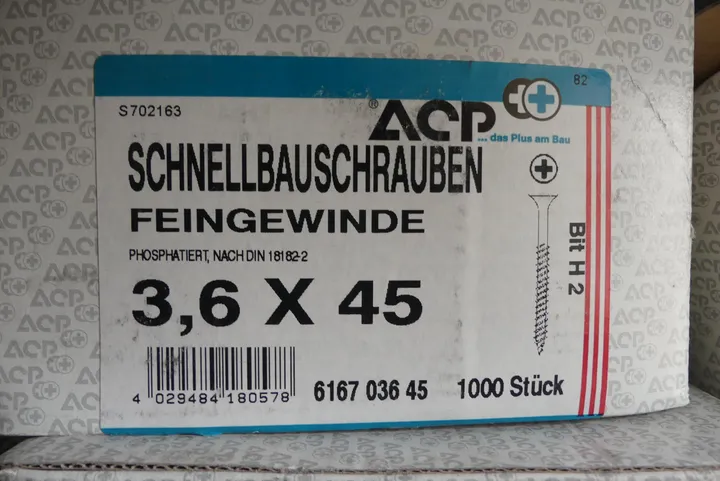 82
S702163
® ACP
... das Plus am Bau
SCHNELLBAUSCHRAUBEN
FEINGEWINDE
PHOSPHATIERT, NACH DIN 18182-2
3,6 X 45
Bit H 2
4 029484 180578
6167 036 45
1000 Stück